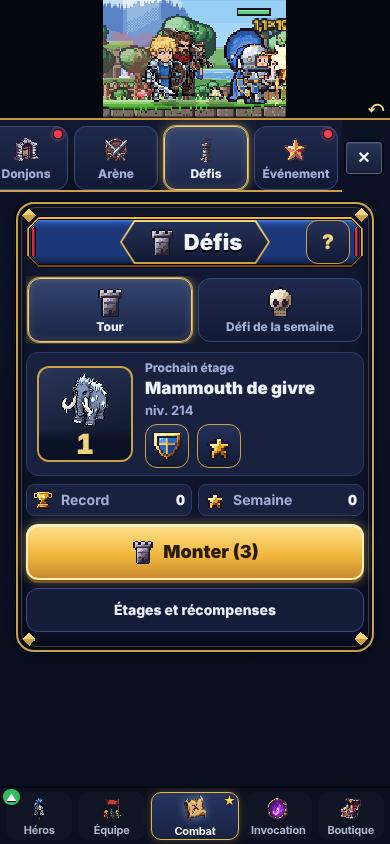 Donjons
Arène
Défis
Événement
×
Défis
?
Tour
Défi de la semaine
Prochain étage
Mammouth de givre
niv. 214
1
Record 0
Semaine 0
Monter (3)
Étages et récompenses
Héros
Équipe
Combat
Invocation
Boutique